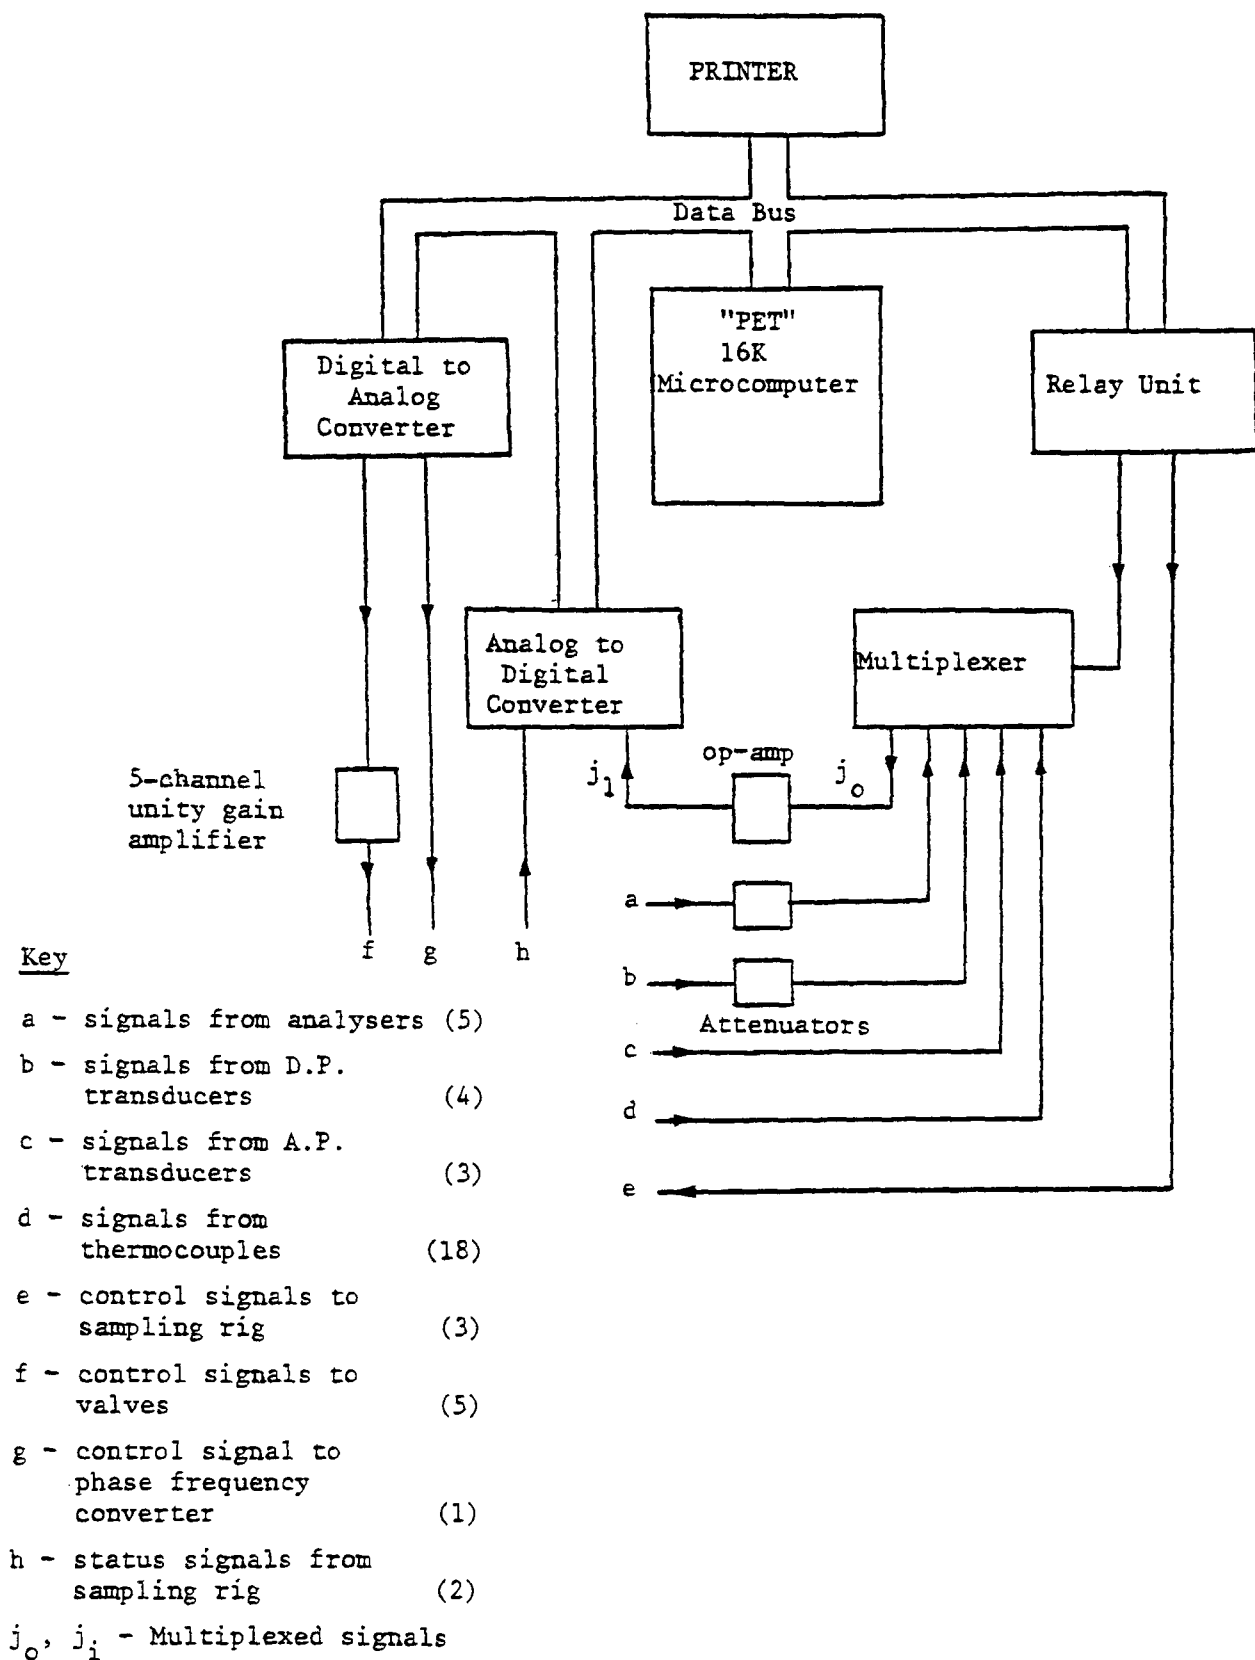 PRINTER
Data Bus
"PET"
16K
Microcomputer
Digital to
Analog
Converter
Relay Unit
Analog to
Digital
Converter
Multiplexer
op-amp
j1
jo
5-channel
unity gain
amplifier
a
b
Attenuators
c
d
e
f
g
h
Key
a - signals from analysers (5)
b - signals from D.P.
transducers (4)
c - signals from A.P.
transducers (3)
d - signals from
thermocouples (18)
e - control signals to
sampling rig (3)
f - control signals to
valves (5)
g - control signal to
phase frequency
converter (1)
h - status signals from
sampling rig (2)
jo, ji - Multiplexed signals